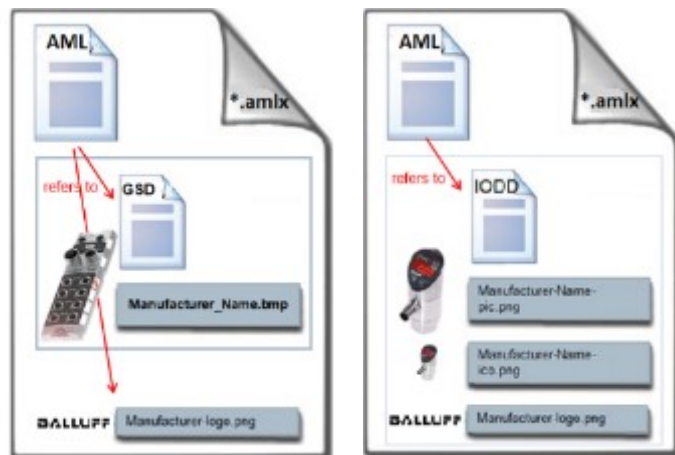 AML
*.amlx
refers to
GSD
Manufacturer_Name.bmp
BALLUFF
Manufacturer-logo.png
AML
*.amlx
refers to
IODD
Manufacturer-Name-
pic.png
Manufacturer-Name-
ico.png
BALLUFF
Manufacturer-logo.png